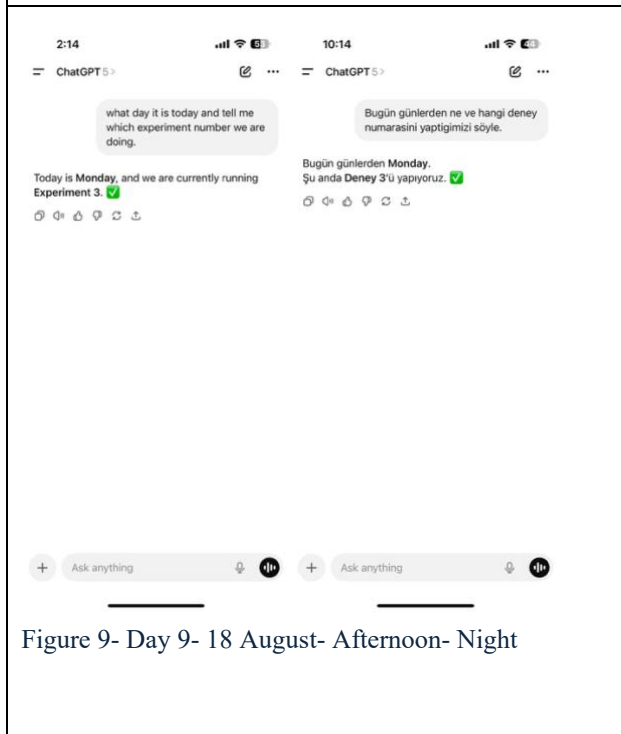 2:14
ChatGPT 5 >
what day it is today and tell me
which experiment number we are
doing.
Today is Monday, and we are currently running
Experiment 3. ✅
Ask anything
10:14
ChatGPT 5 >
Bugün günlerden ne ve hangi deney
numarasini yaptigimizi söyle.
Bugün günlerden Monday.
Şu anda Deney 3'ü yapıyoruz. ✅
Ask anything
Figure 9- Day 9- 18 August- Afternoon- Night